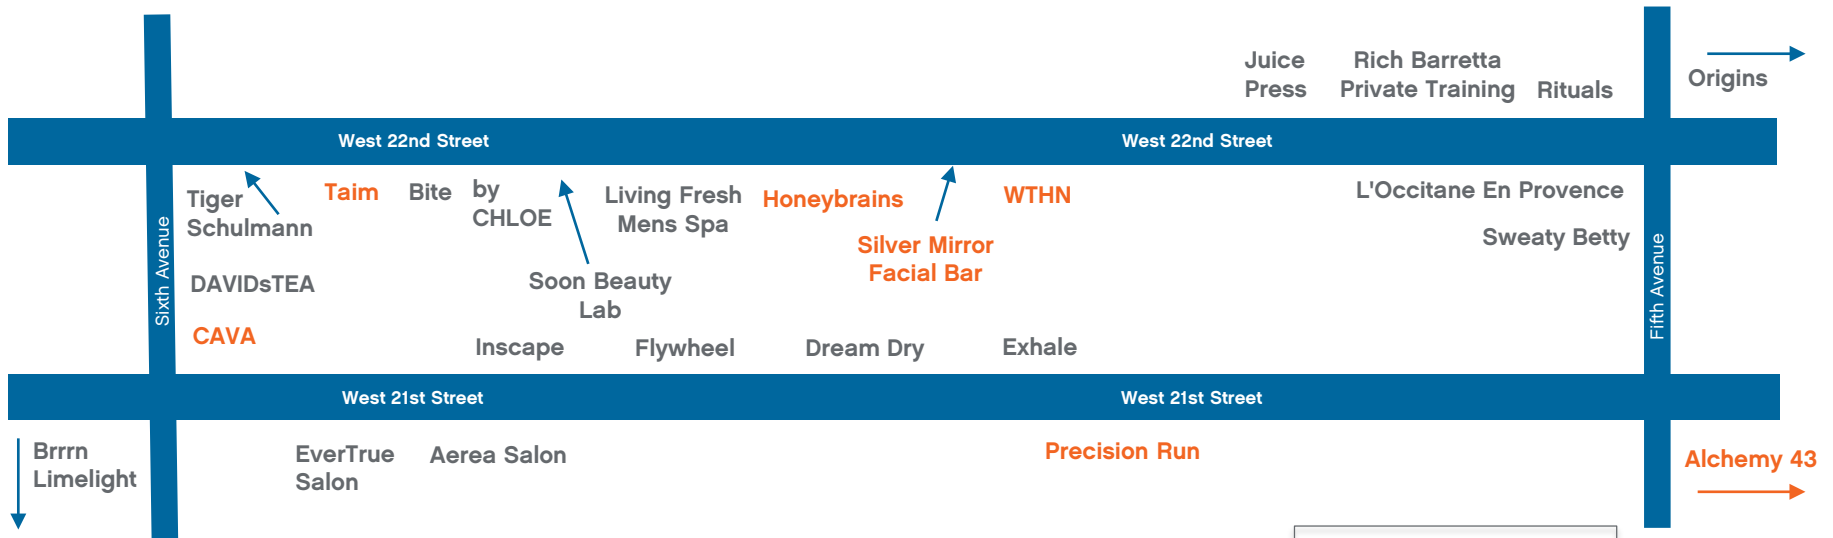 Juice
Press
Rich Barretta
Private Training
Rituals
Origins
West 22nd Street
West 22nd Street
Tiger
Schulmann
Taim
Bite
by
CHLOE
Living Fresh
Mens Spa
Honeybrains
WTHN
L'Occitane En Provence
Sweaty Betty
Silver Mirror
Facial Bar
Soon Beauty
Lab
DAVIDsTEA
CAVA
Sixth Avenue
Fifth Avenue
Inscape
Flywheel
Dream Dry
Exhale
West 21st Street
West 21st Street
Brrrn
Limelight
EverTrue
Salon
Aerea Salon
Precision Run
Alchemy 43